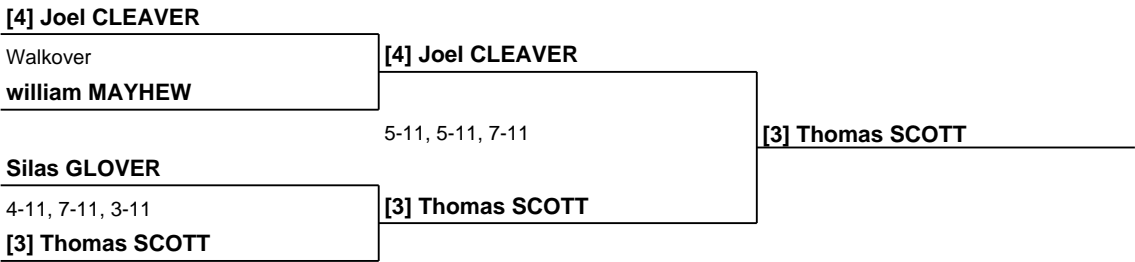 [4] Joel CLEAVER
Walkover
william MAYHEW
[4] Joel CLEAVER
5-11, 5-11, 7-11
[3] Thomas SCOTT
Silas GLOVER
4-11, 7-11, 3-11
[3] Thomas SCOTT
[3] Thomas SCOTT